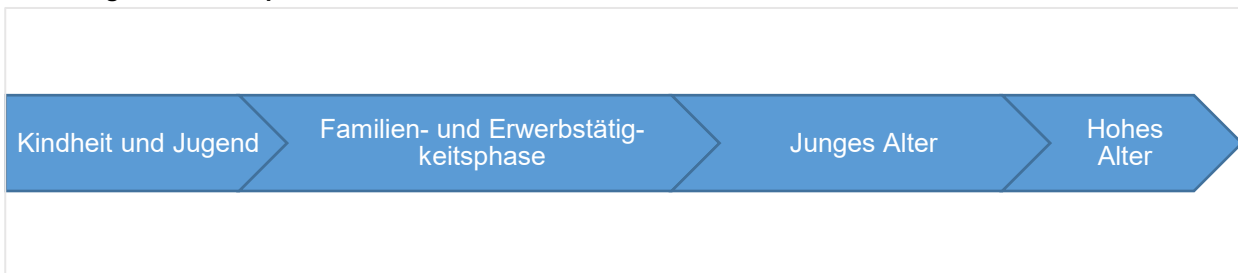 Kindheit und Jugend
Familien- und Erwerbstätig-
keitsphase
Junges Alter
Hohes
Alter